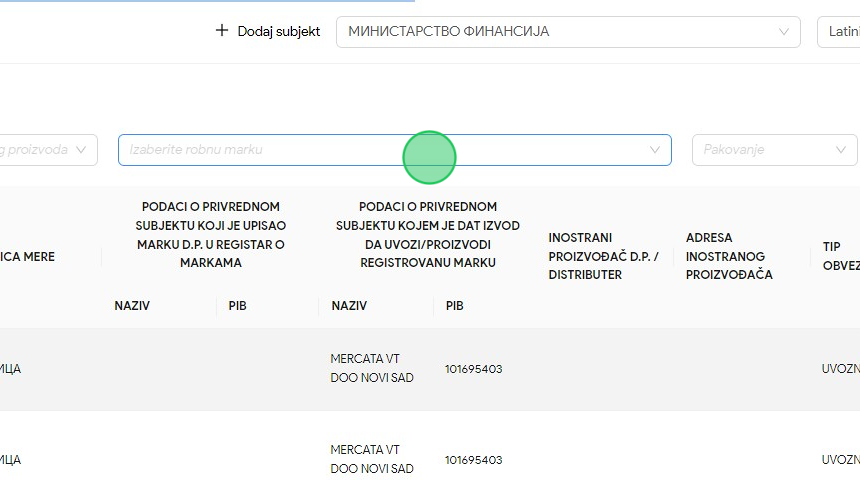 Dodaj subjekt
МИНИСТАРСТВО ФИНАНСИЈА
Latini
g proizvoda
Izaberite robnu marku
Pakovanje
ICA MERE
PODACI O PRIVREDNOM
SUBJEKTU KOJI JE UPISAO
MARKU D.P. U REGISTAR O
MARKAMA
PODACI O PRIVREDNOM
SUBJEKTU KOJEM JE DAT IZVOD
DA UVOZI/PROIZVODI
REGISTROVANU MARKU
INOSTRANI
PROIZVOĐAČ D.P. /
DISTRIBUTER
ADRESA
INOSTRANOG
PROIZVOĐAČA
TIP
OBVEZ
NAZIV
PIB
NAZIV
PIB
ИЦА
MERCATA VT
DOO NOVI SAD
101695403
UVOZN
ИЦА
MERCATA VT
DOO NOVI SAD
101695403
UVOZN